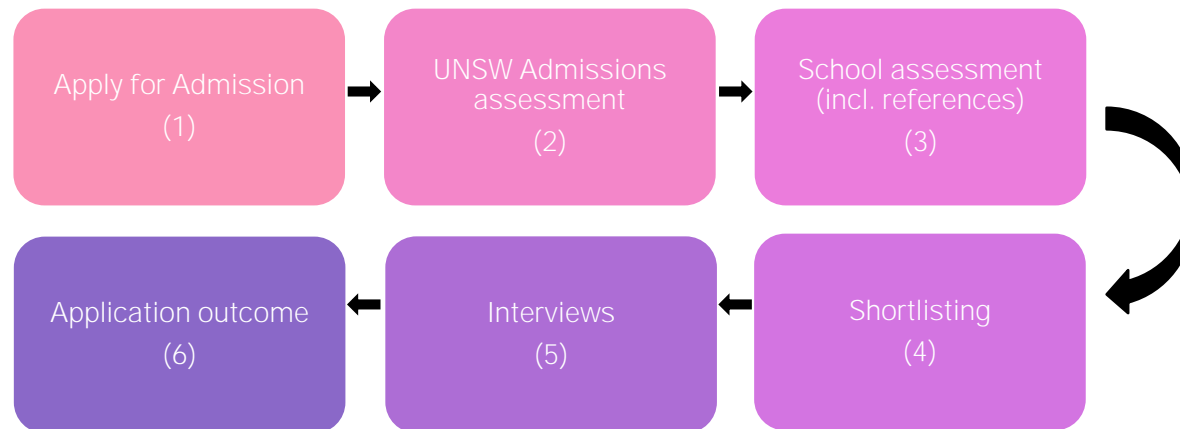 Apply for Admission
(1)
UNSW Admissions
assessment
(2)
School assessment
(incl. references)
(3)
Shortlisting
(4)
Interviews
(5)
Application outcome
(6)